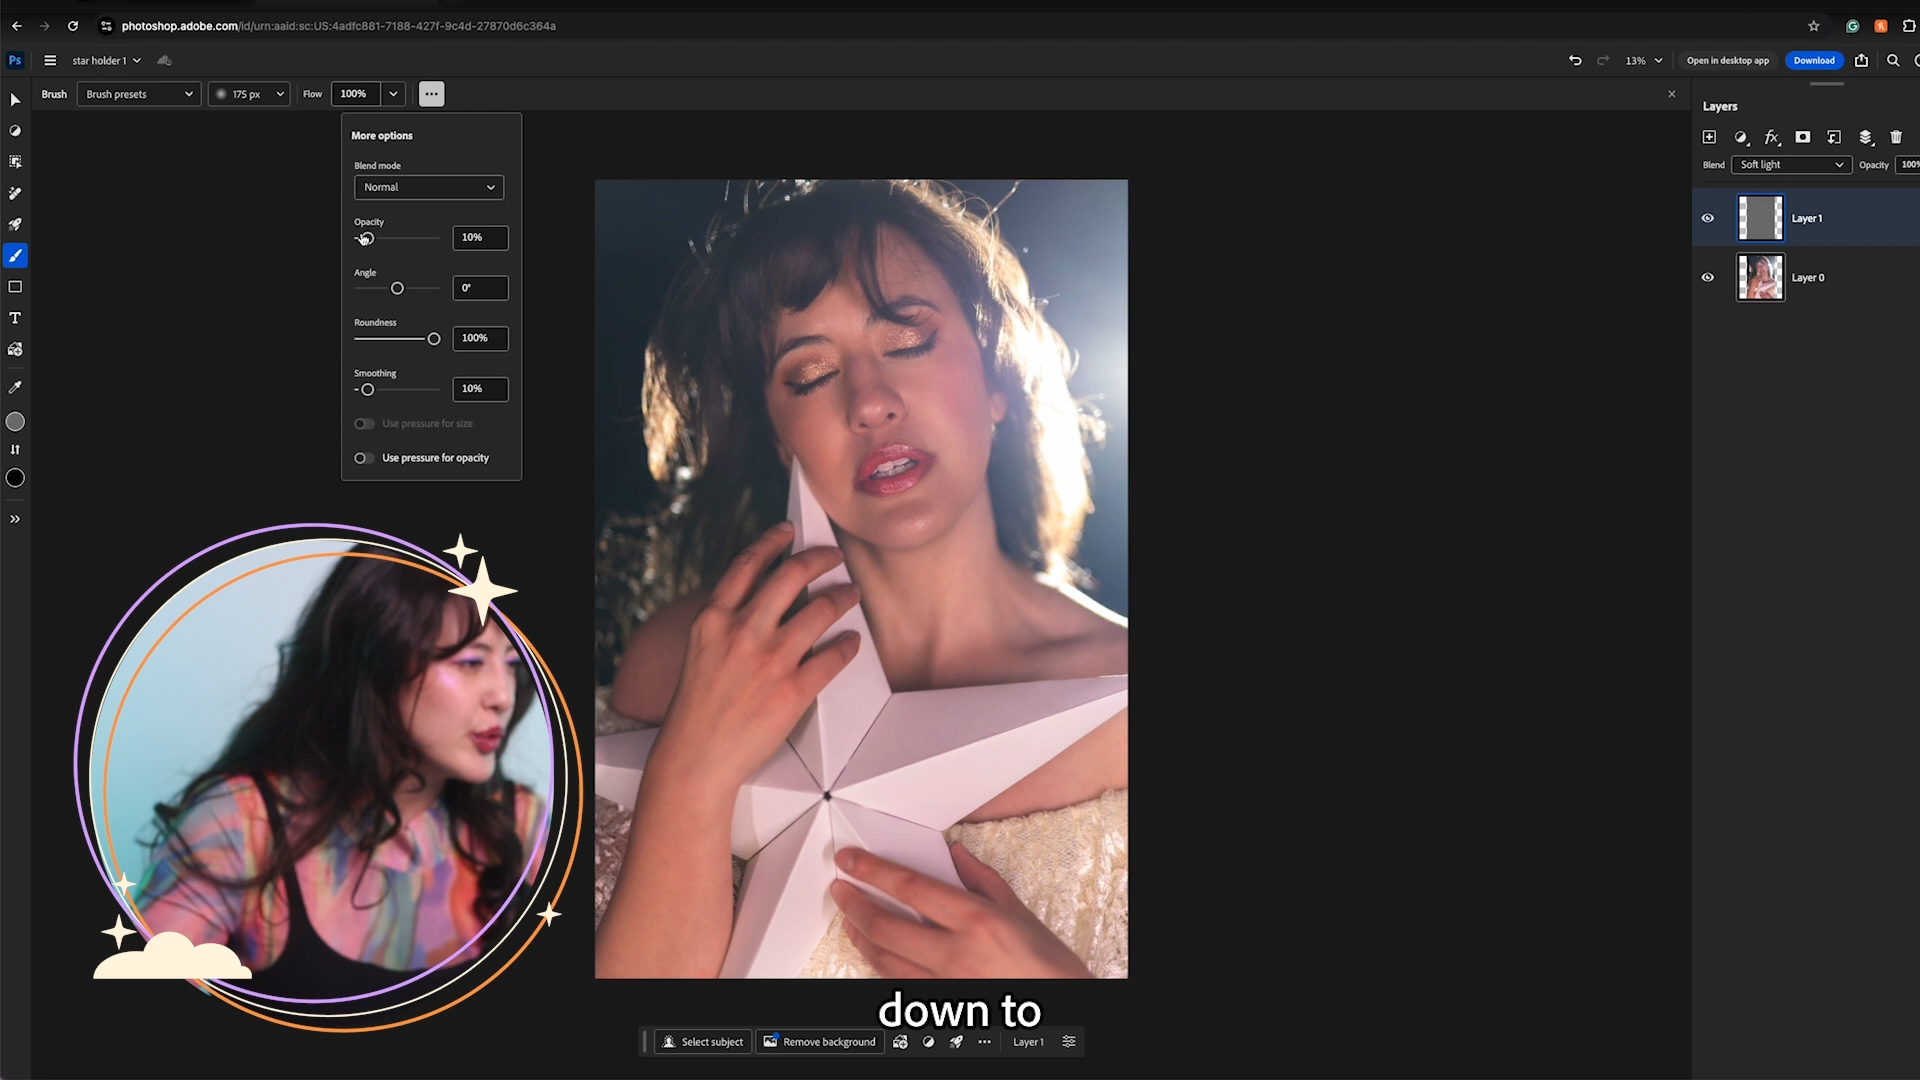 photoshop.adobe.com/id/urn:aaid:sc:US:4adfc881-7188-427f-9c4d-27870d6c364a
Ps
star holder 1
13%
Open in desktop app
Download
Brush
Brush presets
175 px
Flow
100%
More options
Blend mode
Normal
Opacity
10%
Angle
0°
Roundness
100%
Smoothing
10%
Use pressure for size
Use pressure for opacity
Layers
Blend
Soft light
Opacity
100%
Layer 1
Layer 0
down to
Select subject
Remove background
Layer 1